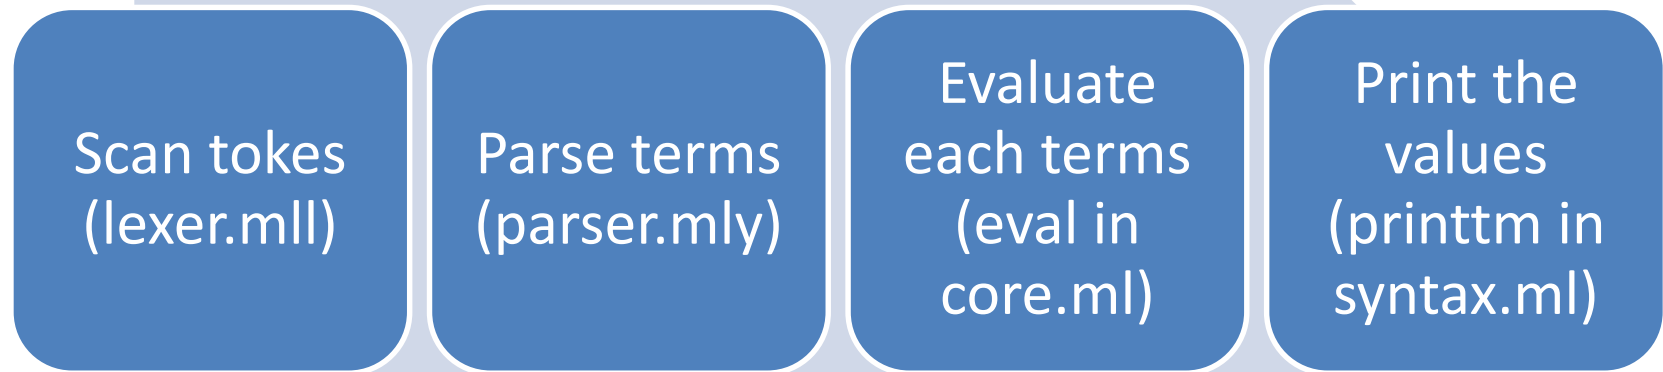 Scan tokes
(lexer.mll)
Parse terms
(parser.mly)
Evaluate
each terms
(eval in
core.ml)
Print the
values
(printtm in
syntax.ml)